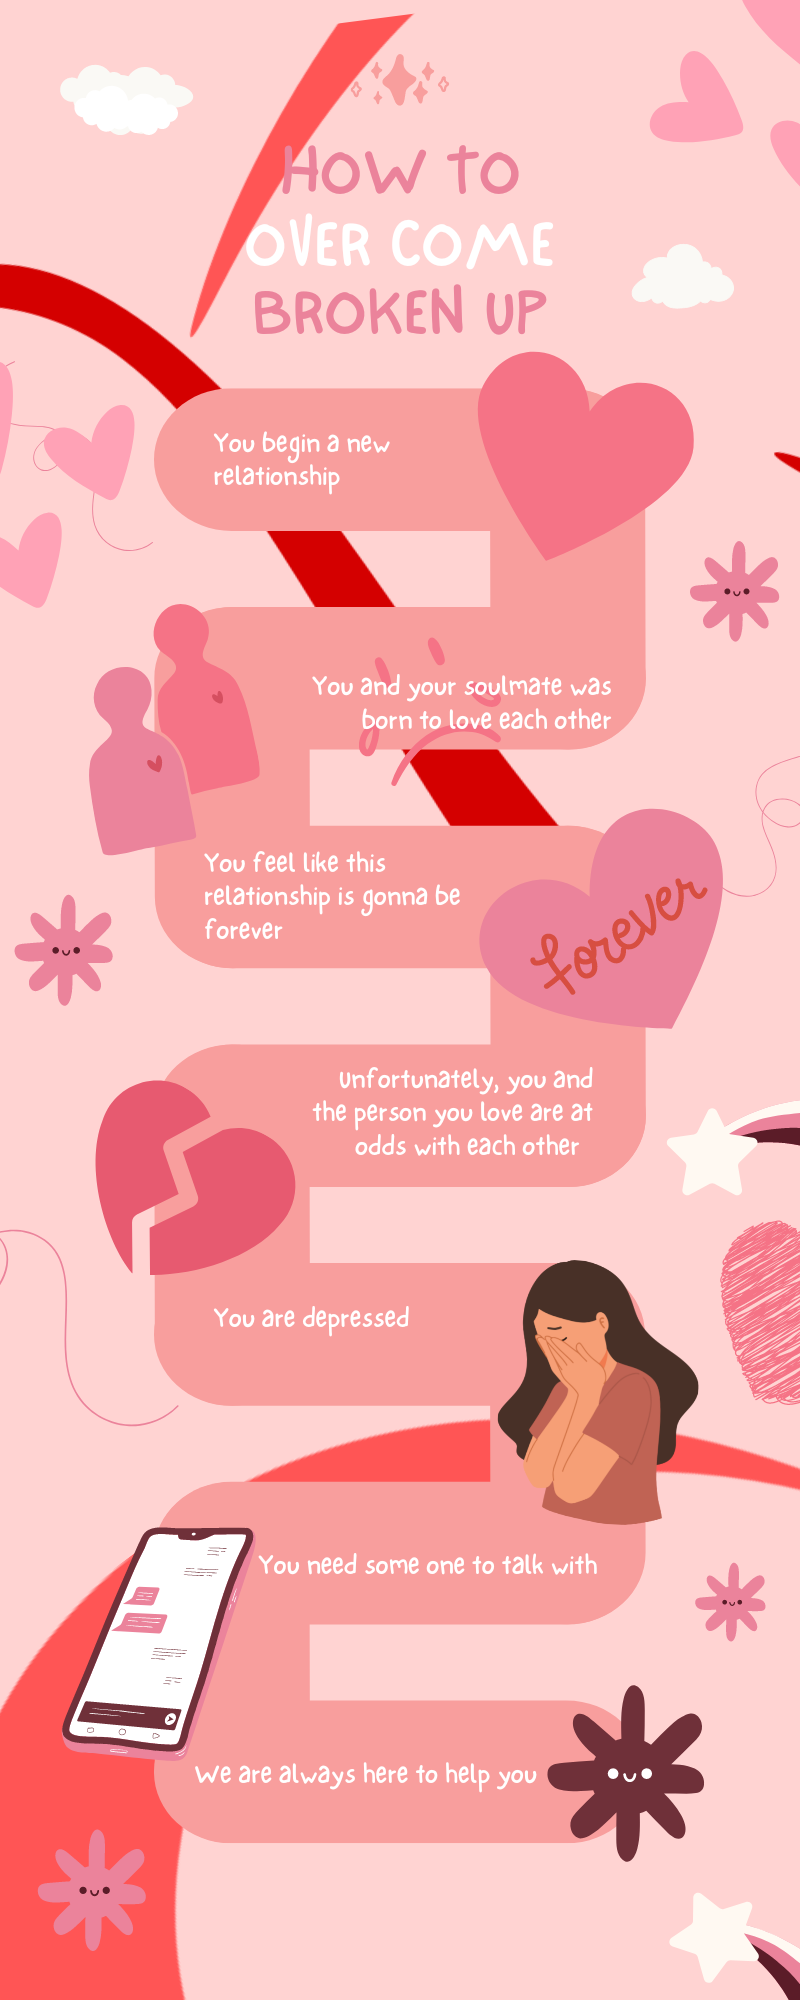 HOW TO
OVER COME
BROKEN UP
You begin a new
relationship
You and your soulmate was
born to love each other
You feel like this
relationship is gonna be
forever
forever
Unfortunately, you and
the person you love are at
odds with each other
You are depressed
You need some one to talk with
We are always here to help you